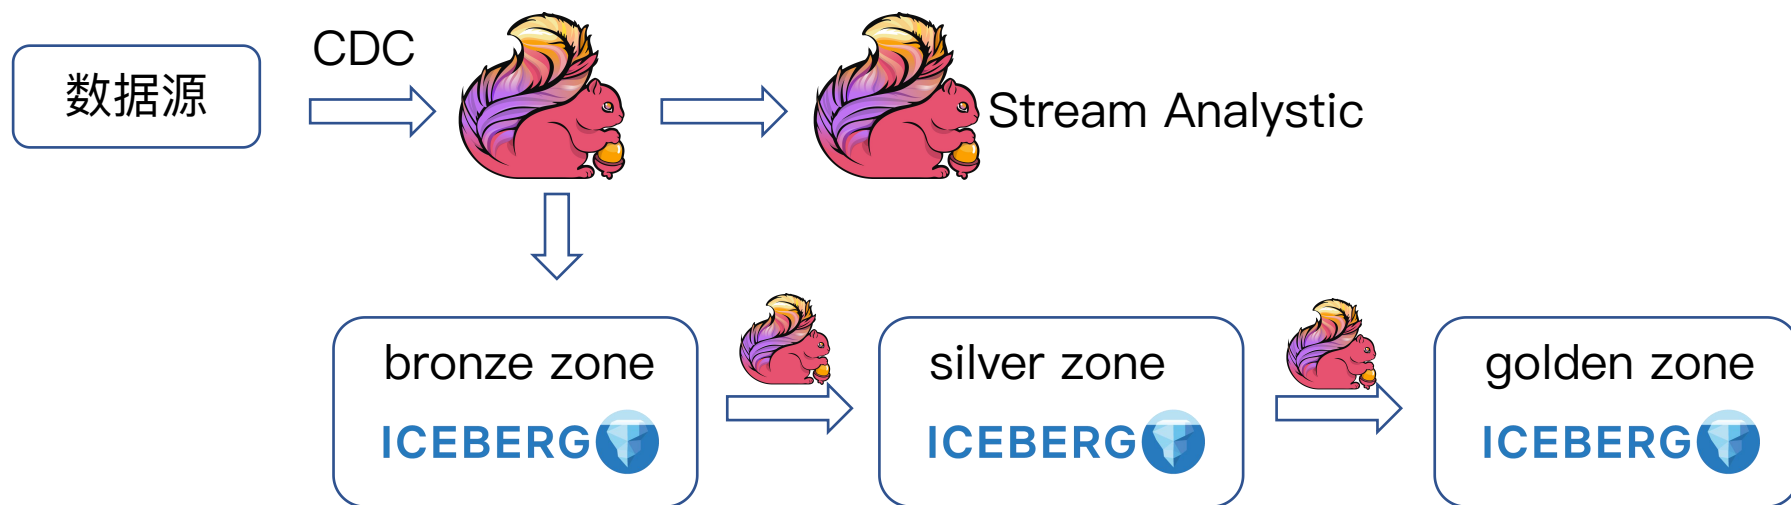 CDC
数据源
Stream Analystic
bronze zone
ICEBERG
silver zone
ICEBERG
golden zone
ICEBERG